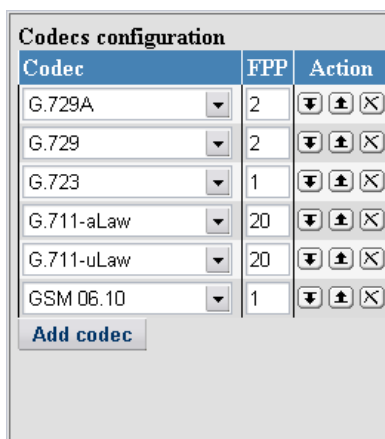 Codecs configuration
Codec FPP Action
G.729A 2
G.729 2
G.723 1
G.711-aLaw 20
G.711-uLaw 20
GSM 06.10 1
Add codec